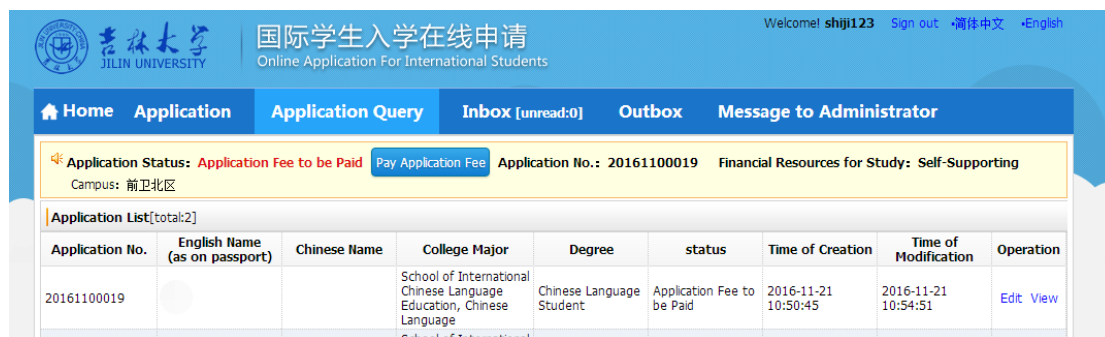 吉林大学
JILIN UNIVERSITY
国际学生入学在线申请
Online Application For International Students
Welcome! shiji123 Sign out •简体中文 •English
Home Application Application Query Inbox [unread:0] Outbox Message to Administrator
Application Status: Application Fee to be Paid Pay Application Fee Application No.: 20161100019 Financial Resources for Study: Self-Supporting
Campus: 前卫北区
Application List[total:2]
Application No. English Name (as on passport) Chinese Name College Major Degree status Time of Creation Time of Modification Operation
20161100019 School of International Chinese Language Education, Chinese Language Chinese Language Student Application Fee to be Paid 2016-11-21 10:50:45 2016-11-21 10:54:51 Edit View
School of International